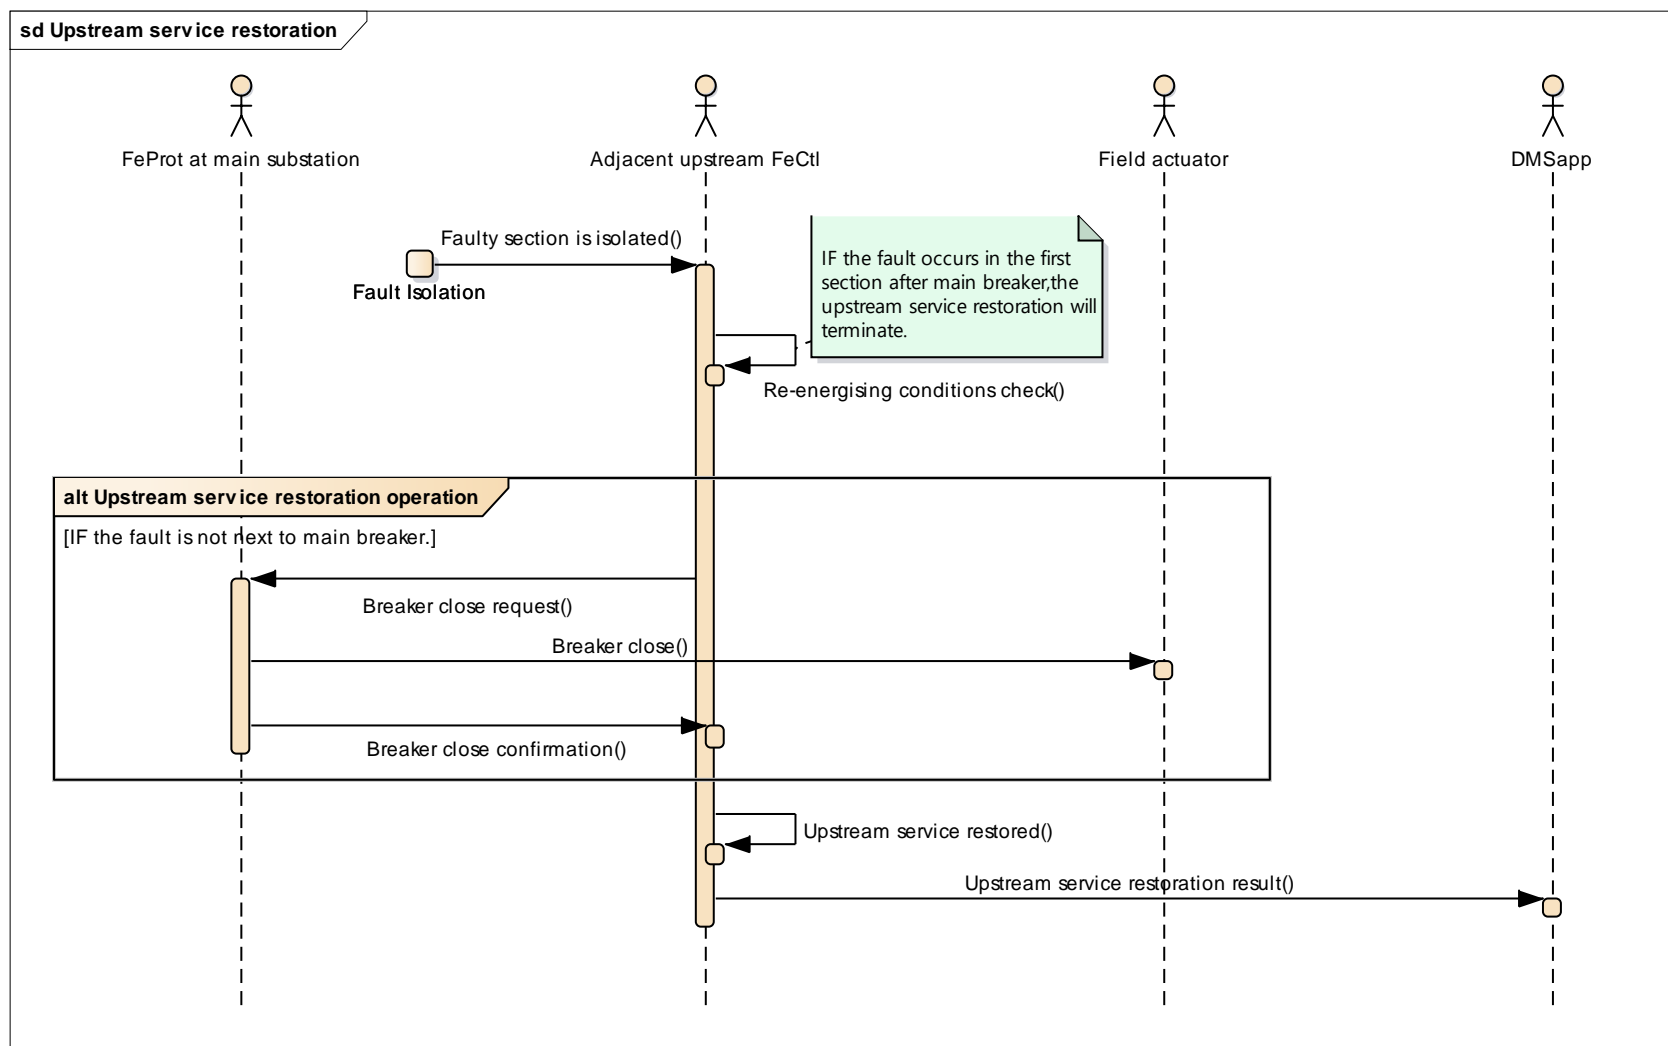 sd Upstream service restoration
FeProt at main substation
Adjacent upstream FeCtl
Field actuator
DMSapp
Faulty section is isolated()
Fault Isolation
IF the fault occurs in the first
section after main breaker,the
upstream service restoration will
terminate.
Re-energising conditions check()
alt Upstream service restoration operation
[IF the fault is not next to main breaker.]
Breaker close request()
Breaker close()
Breaker close confirmation()
Upstream service restored()
Upstream service restoration result()